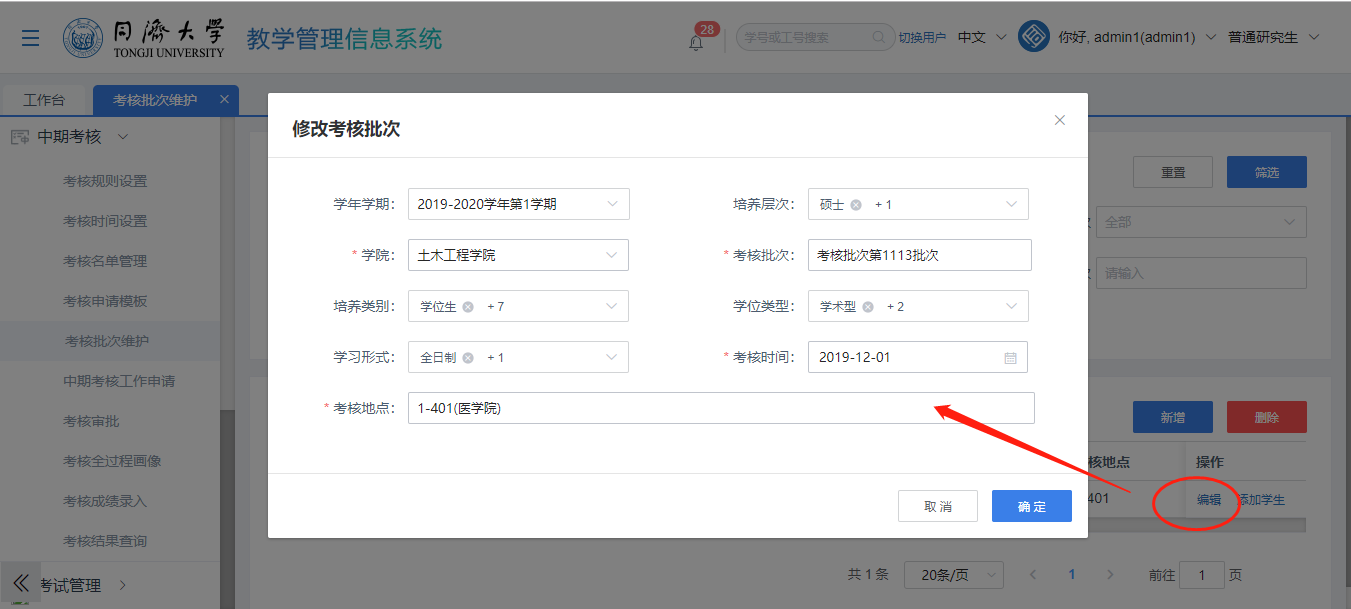 同濟大学
TONGJI UNIVERSITY
教学管理信息系统
28
学号或工号搜索
切换用户
中文
你好, admin1(admin1)
普通研究生
工作台
考核批次维护
中期考核
考核规则设置
考核时间设置
考核名单管理
考核申请模板
考核批次维护
中期考核工作申请
考核审批
考核全过程画像
考核成绩录入
考核结果查询
考试管理
重置
筛选
全部
请输入
修改考核批次
学年学期: 2019-2020学年第1学期
培养层次: 硕士 + 1
* 学院: 土木工程学院
* 考核批次: 考核批次第1113批次
培养类别: 学位生 + 7
学位类型: 学术型 + 2
学习形式: 全日制 + 1
* 考核时间: 2019-12-01
* 考核地点: 1-401(医学院)
取消
确定
新增
删除
核地点
操作
401
编辑
添加学生
共 1 条
20条/页
1
前往 1 页